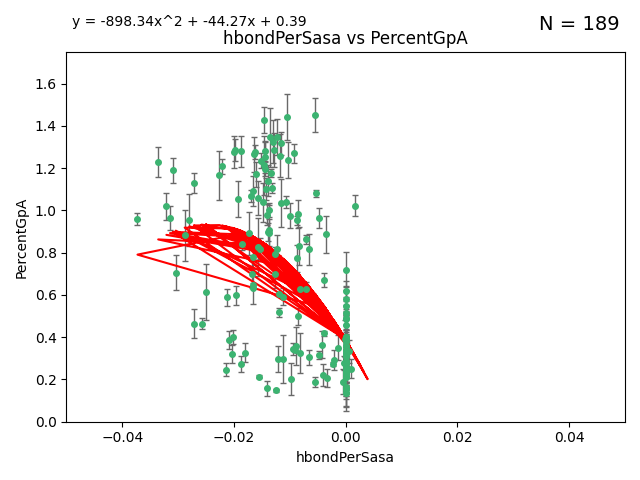 y = -898.34x^2 + -44.27x + 0.39
N = 189
hbondPerSasa vs PercentGpA
PercentGpA
1.6
1.4
1.2
1.0
0.8
0.6
0.4
0.2
0.0
−0.04
−0.02
0.00
0.02
0.04
hbondPerSasa